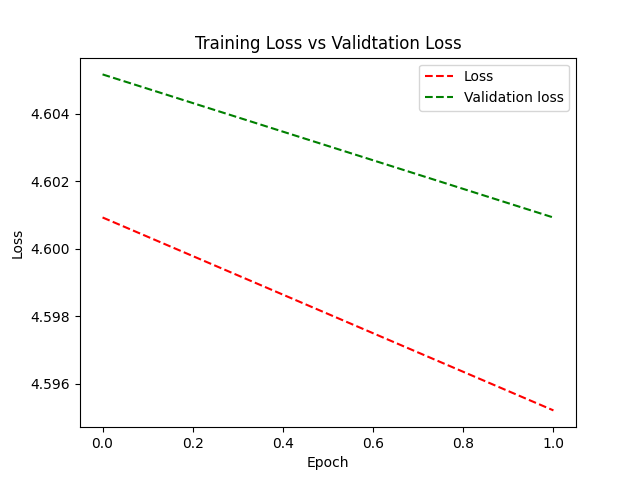 Training Loss vs Validtation Loss
Loss
Validation loss
4.604
4.602
4.600
4.598
4.596
Loss
0.0 0.2 0.4 0.6 0.8 1.0
Epoch